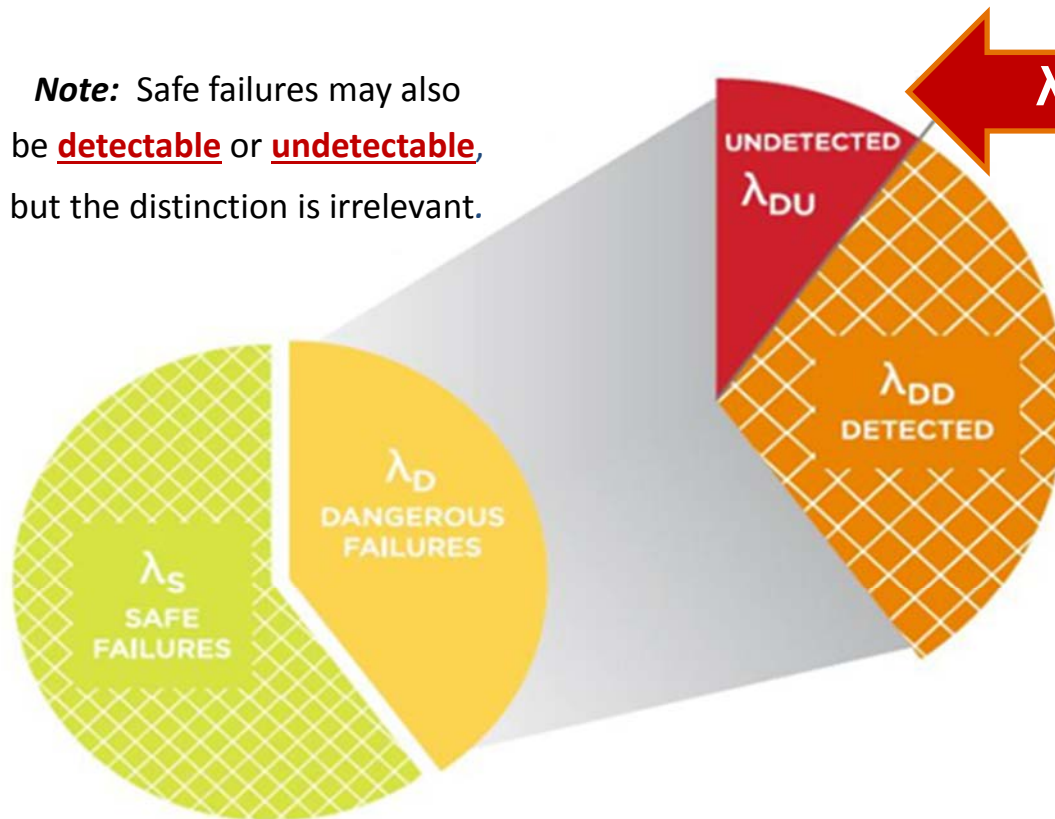 Note: Safe failures may also
be detectable or undetectable,
but the distinction is irrelevant.
λ
UNDETECTED
λDU
λDD
DETECTED
λD
DANGEROUS
FAILURES
λS
SAFE
FAILURES